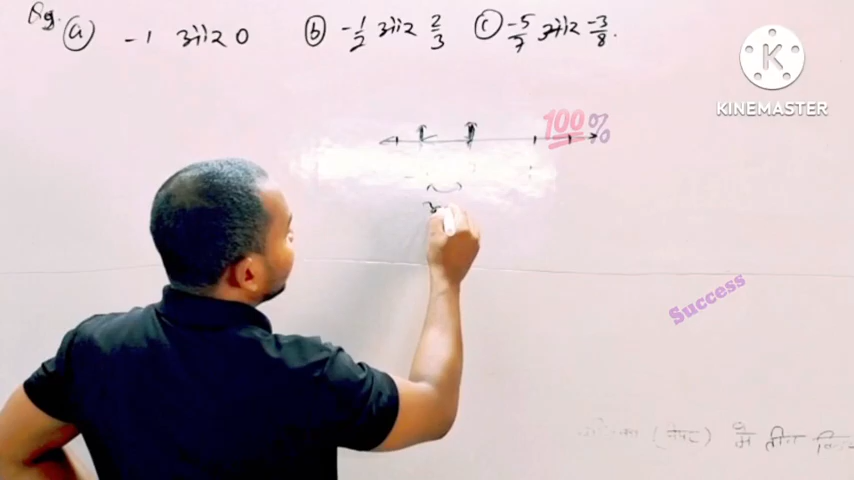 Eg. (a) -1 और 0 (b) -1/2 और 2/3 (c) -5/7 और -3/8.
KINEMASTER
100%
Success
(सेट) में तीन